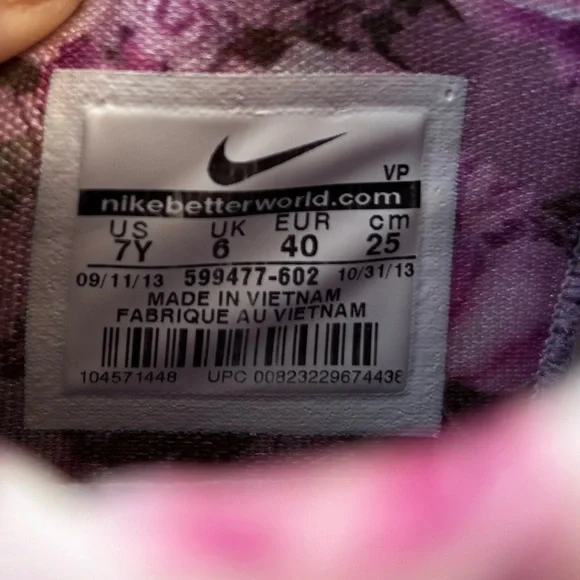 VP
nikebetterworld.com
US UK EUR cm
7Y 6 40 25
09/11/13 599477-602 10/31/13
MADE IN VIETNAM
FABRIQUE AU VIETNAM
104571448 UPC 00823229674438